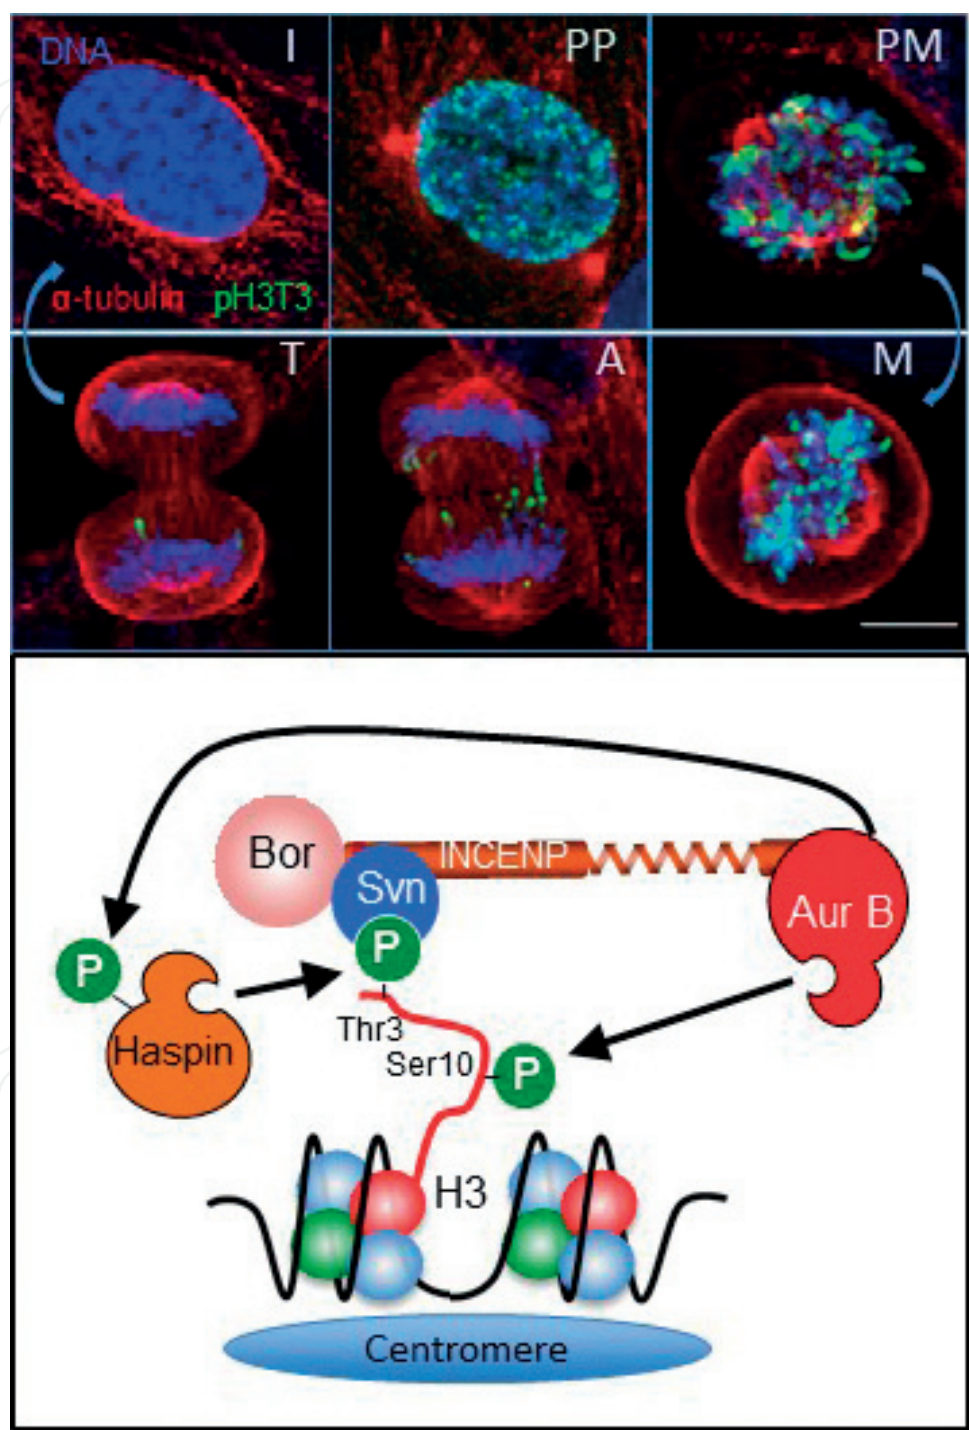 DNA
I
PP
PM
α-tubulin
pH3T3
T
A
M
Bor
INCENP
Svn
Aur B
P
P
Haspin
Thr3
Ser10
P
H3
Centromere